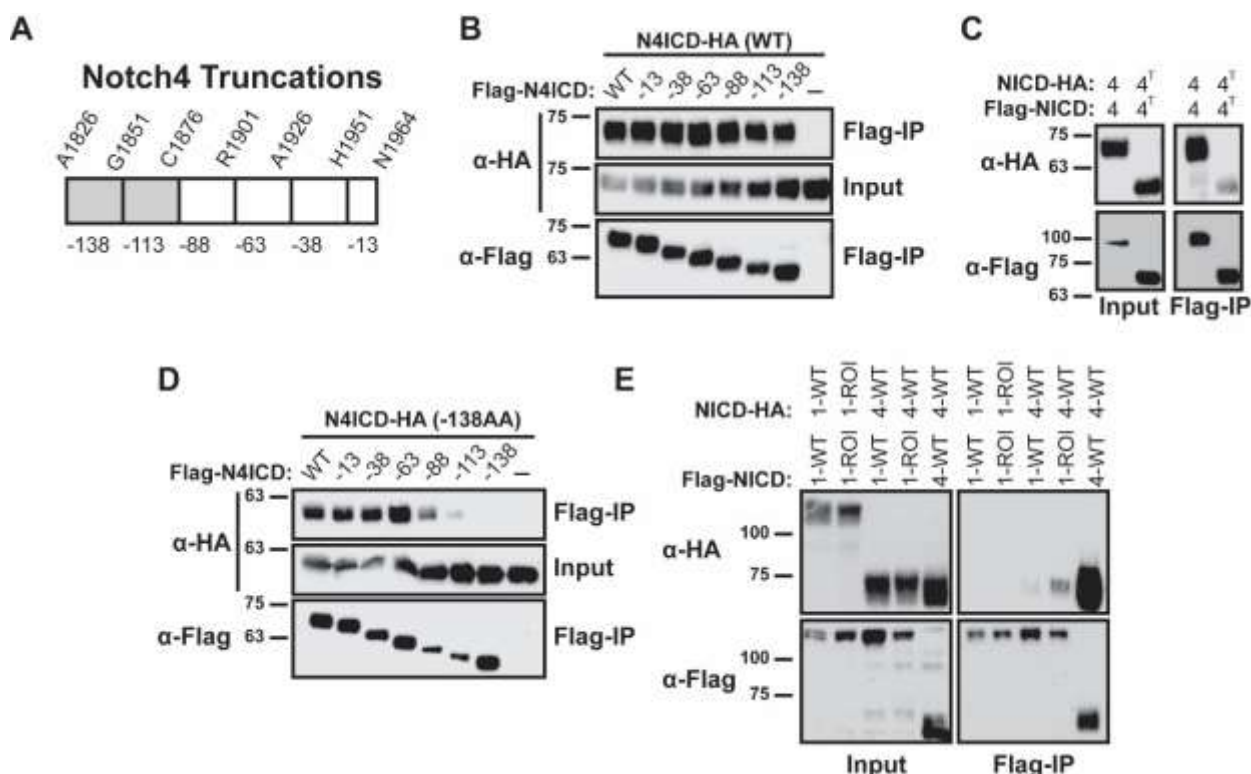 A
Notch4 Truncations
A1826 G1851 C1876 R1901 A1926 H1951 N1964
-138 -113 -88 -63 -38 -13
B
N4ICD-HA (WT)
Flag-N4ICD: WT -13 -38 -63 -88 -113 -138 –
α-HA
75
Flag-IP
75
Input
α-Flag
75
63
Flag-IP
C
NICD-HA: 4 4ᵀ 4 4ᵀ
Flag-NICD: 4 4ᵀ 4 4ᵀ
α-HA
75
63
α-Flag
100
75
63
Input Flag-IP
D
N4ICD-HA (-138AA)
Flag-N4ICD: WT -13 -38 -63 -88 -113 -138 –
α-HA
63
Flag-IP
63
Input
α-Flag
75
63
Flag-IP
E
NICD-HA: 1-WT 1-ROI 4-WT 4-WT 4-WT 1-WT 1-ROI 4-WT 4-WT 4-WT
Flag-NICD: 1-WT 1-ROI 1-WT 1-ROI 4-WT 1-WT 1-ROI 1-WT 1-ROI 4-WT
α-HA
100
75
α-Flag
100
75
Input Flag-IP